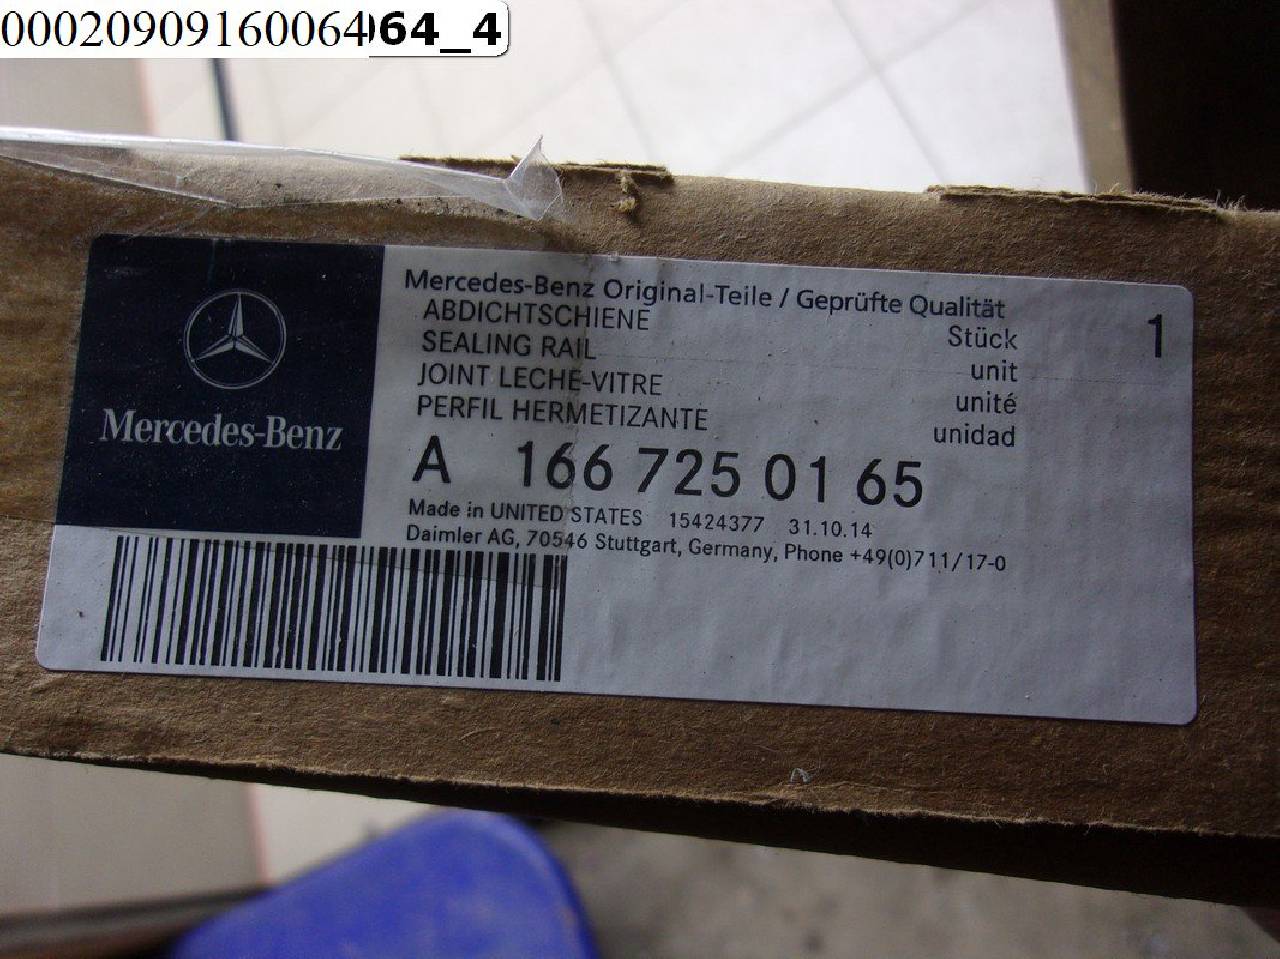 00020909160064
64_4
Mercedes-Benz
Mercedes-Benz Original-Teile / Geprüfte Qualität
ABDICHTSCHIENE Stück 1
SEALING RAIL unit
JOINT LECHE-VITRE unité
PERFIL HERMETIZANTE unidad
A 166 725 01 65
Made in UNITED STATES 15424377 31.10.14
Daimler AG, 70546 Stuttgart, Germany, Phone +49(0)711/17-0